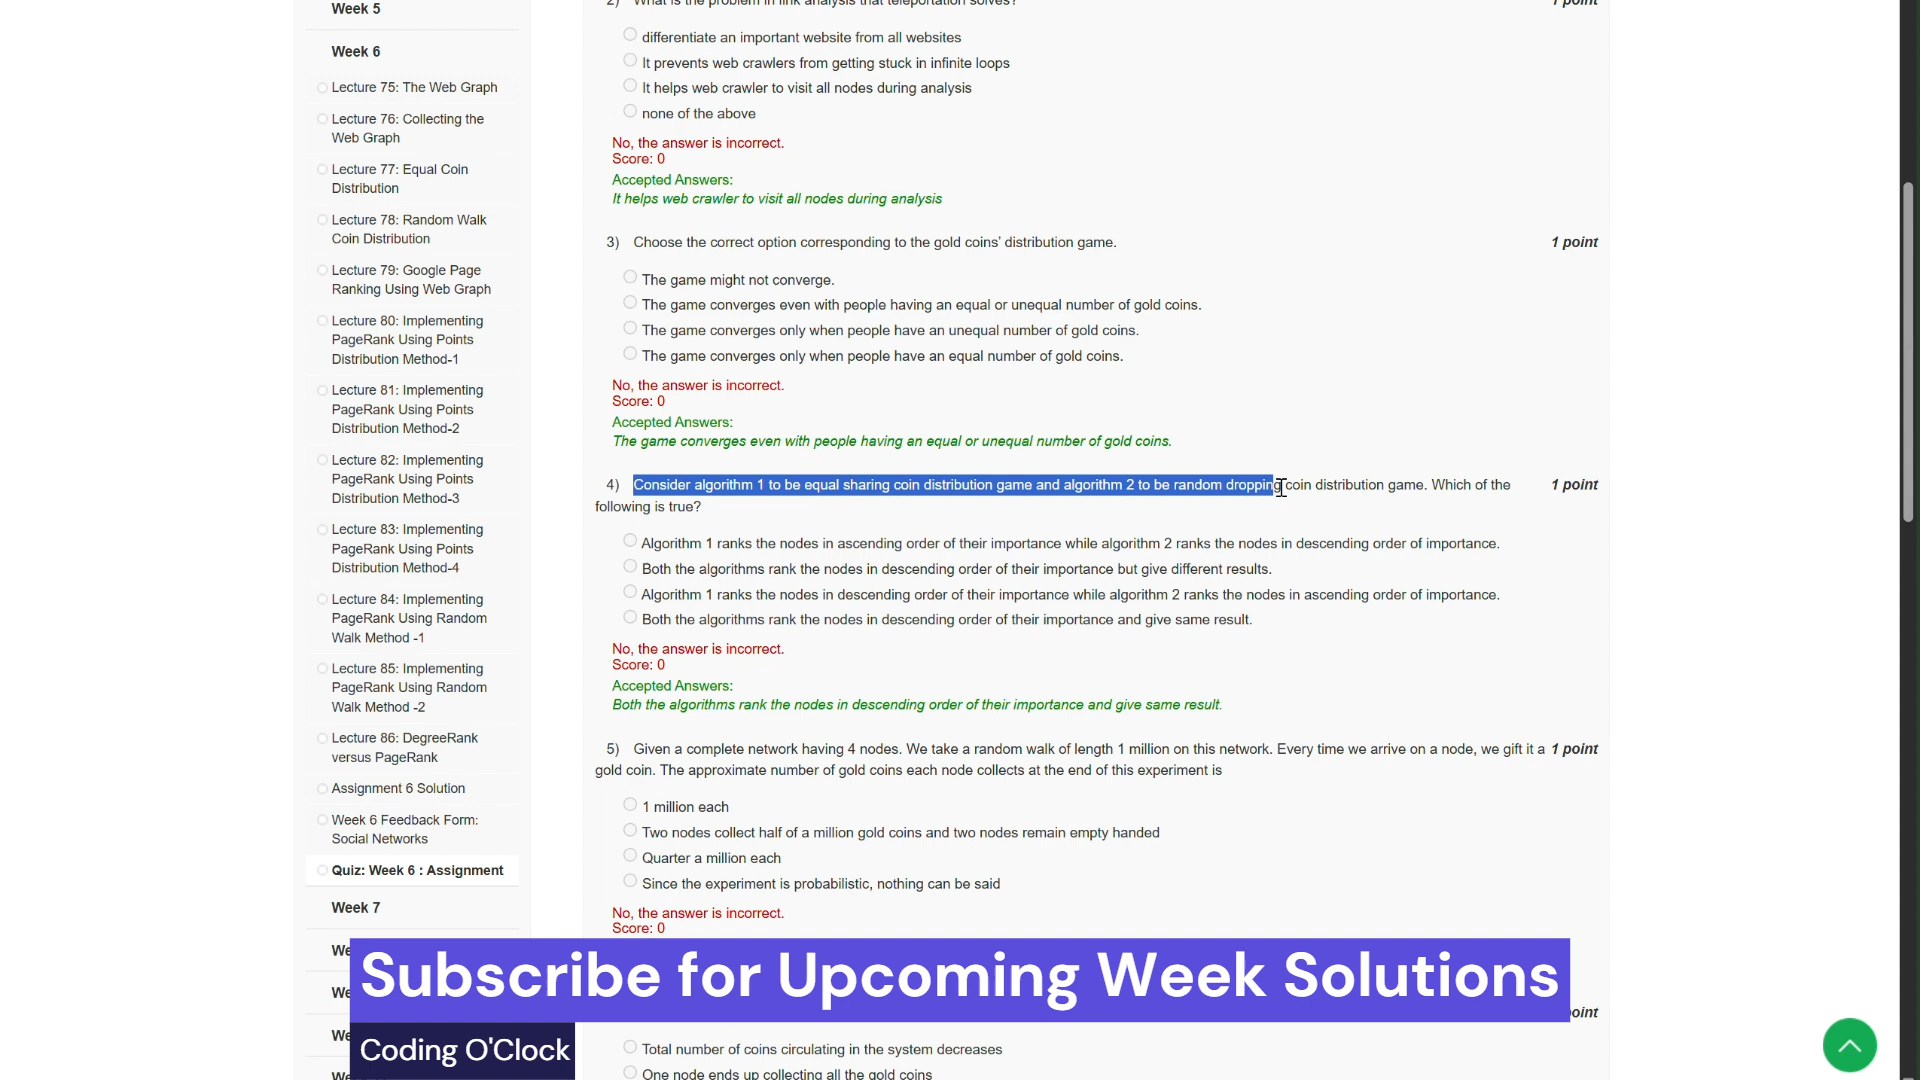 Week 5
Week 6
Lecture 75: The Web Graph
Lecture 76: Collecting the
Web Graph
Lecture 77: Equal Coin
Distribution
Lecture 78: Random Walk
Coin Distribution
Lecture 79: Google Page
Ranking Using Web Graph
Lecture 80: Implementing
PageRank Using Points
Distribution Method-1
Lecture 81: Implementing
PageRank Using Points
Distribution Method-2
Lecture 82: Implementing
PageRank Using Points
Distribution Method-3
Lecture 83: Implementing
PageRank Using Points
Distribution Method-4
Lecture 84: Implementing
PageRank Using Random
Walk Method -1
Lecture 85: Implementing
PageRank Using Random
Walk Method -2
Lecture 86: DegreeRank
versus PageRank
Assignment 6 Solution
Week 6 Feedback Form:
Social Networks
Quiz: Week 6 : Assignment
Week 7
We
We
We
We
2) What is the problem in link analysis that teleportation solves? 1 point
differentiate an important website from all websites
It prevents web crawlers from getting stuck in infinite loops
It helps web crawler to visit all nodes during analysis
none of the above
No, the answer is incorrect.
Score: 0
Accepted Answers:
It helps web crawler to visit all nodes during analysis
3) Choose the correct option corresponding to the gold coins' distribution game. 1 point
The game might not converge.
The game converges even with people having an equal or unequal number of gold coins.
The game converges only when people have an unequal number of gold coins.
The game converges only when people have an equal number of gold coins.
No, the answer is incorrect.
Score: 0
Accepted Answers:
The game converges even with people having an equal or unequal number of gold coins.
4) Consider algorithm 1 to be equal sharing coin distribution game and algorithm 2 to be random dropping coin distribution game. Which of the 1 point
following is true?
Algorithm 1 ranks the nodes in ascending order of their importance while algorithm 2 ranks the nodes in descending order of importance.
Both the algorithms rank the nodes in descending order of their importance but give different results.
Algorithm 1 ranks the nodes in descending order of their importance while algorithm 2 ranks the nodes in ascending order of importance.
Both the algorithms rank the nodes in descending order of their importance and give same result.
No, the answer is incorrect.
Score: 0
Accepted Answers:
Both the algorithms rank the nodes in descending order of their importance and give same result.
5) Given a complete network having 4 nodes. We take a random walk of length 1 million on this network. Every time we arrive on a node, we gift it a 1 point
gold coin. The approximate number of gold coins each node collects at the end of this experiment is
1 million each
Two nodes collect half of a million gold coins and two nodes remain empty handed
Quarter a million each
Since the experiment is probabilistic, nothing can be said
No, the answer is incorrect.
Score: 0
Subscribe for Upcoming Week Solutions
oint
Coding O'Clock
Total number of coins circulating in the system decreases
One node ends up collecting all the gold coins